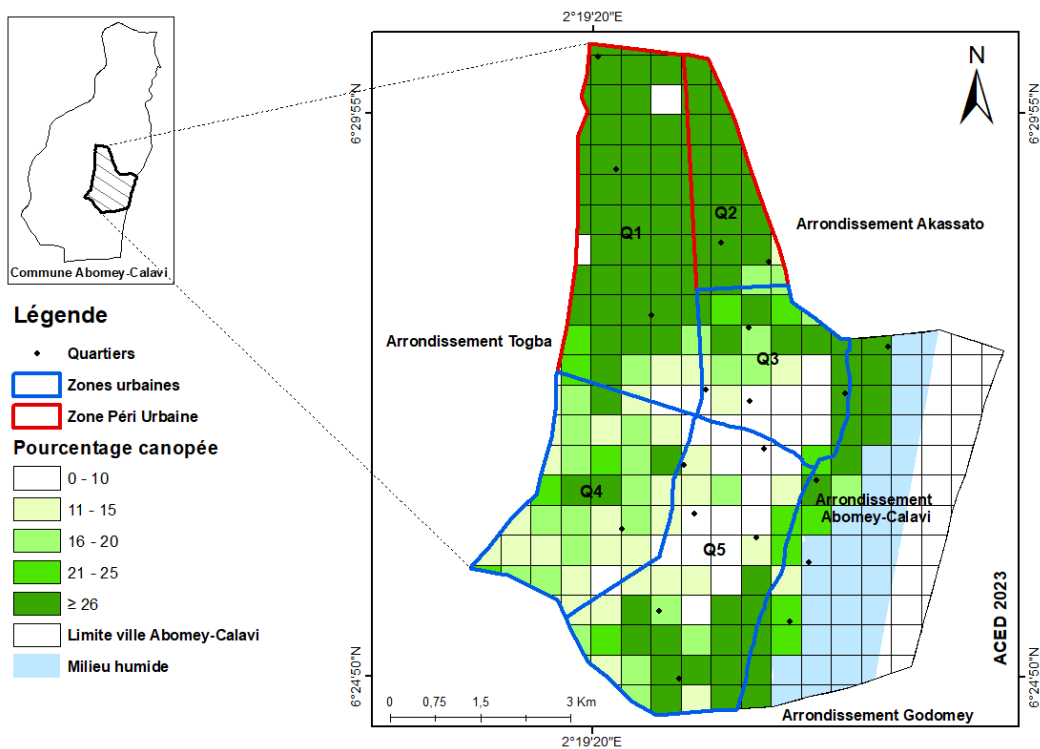 2°19'20"E
Commune Abomey-Calavi
Légende
Quartiers
Zones urbaines
Zone Péri Urbaine
Pourcentage canopée
0 - 10
11 - 15
16 - 20
21 - 25
≥ 26
Limite ville Abomey-Calavi
Milieu humide
6°29'55"N
6°24'50"N
N
Arrondissement Akassato
Arrondissement Togba
Q1
Q2
Q3
Q4
Q5
Arrondissement
Abomey-Calavi
6°29'55"N
6°24'50"N
ACED 2023
0 0,75 1,5 3 Km
Arrondissement Godomey
2°19'20"E